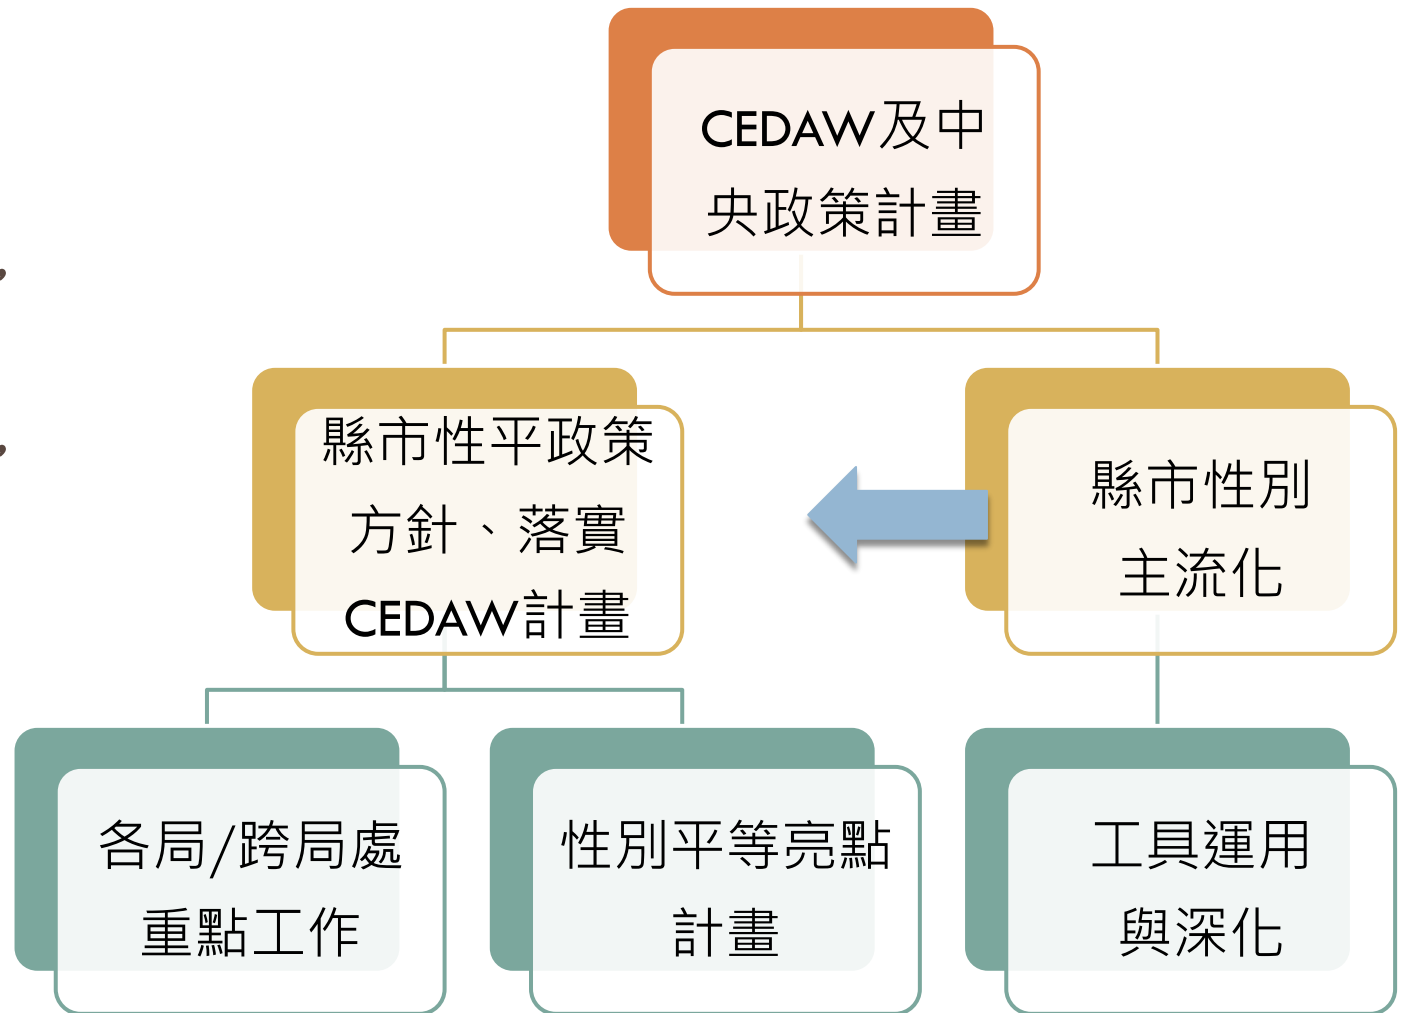 CEDAW及中
央政策計畫
縣市性平政策
方針、落實
CEDAW計畫
縣市性別
主流化
各局/跨局處
重點工作
性別平等亮點
計畫
工具運用
與深化